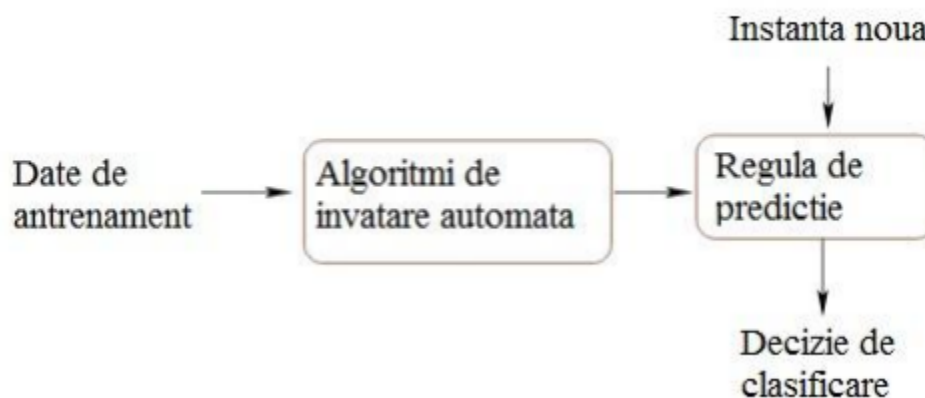 Instanta noua
Date de
antrenament
Algoritmi de
invatare automata
Regula de
predictie
Decizie de
clasificare